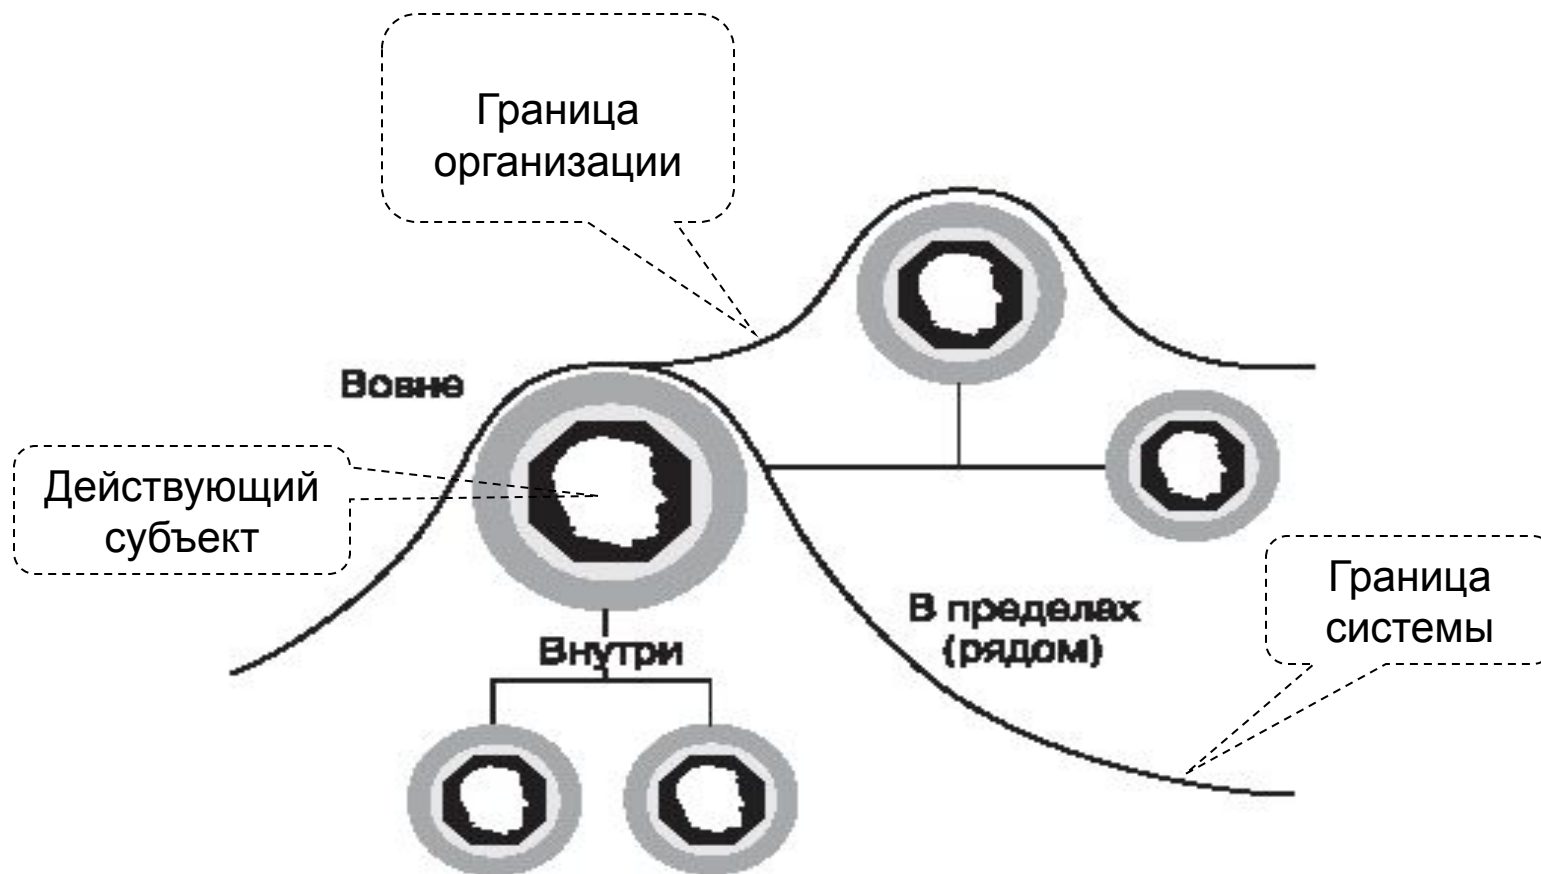 Граница
организации
Вовне
Действующий
субъект
Внутри
В пределах
(рядом)
Граница
системы